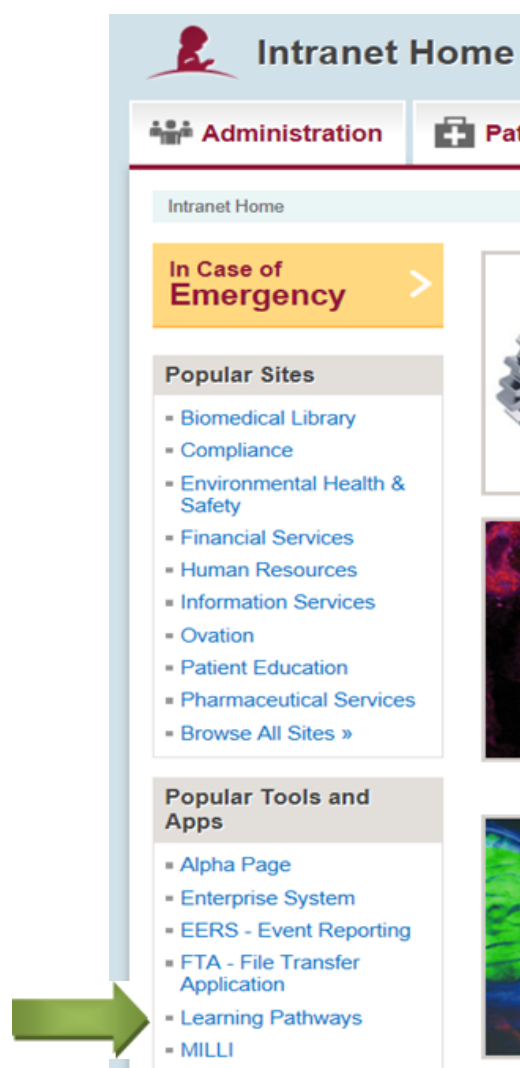 Intranet Home
Administration
Pat
Intranet Home
In Case of
Emergency
Popular Sites
Biomedical Library
Compliance
Environmental Health &
Safety
Financial Services
Human Resources
Information Services
Ovation
Patient Education
Pharmaceutical Services
Browse All Sites »
Popular Tools and
Apps
Alpha Page
Enterprise System
EERS - Event Reporting
FTA - File Transfer
Application
Learning Pathways
MILLI